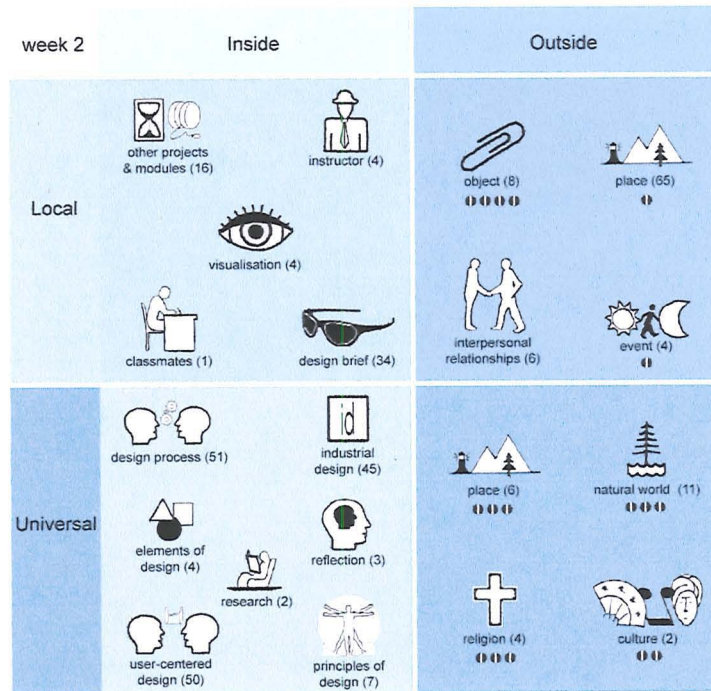 week 2
Inside
Outside
Local
other projects
& modules (16)
instructor (4)
visualisation (4)
classmates (1)
design brief (34)
object (8)
place (65)
interpersonal
relationships (6)
event (4)
Universal
design process (51)
id
industrial
design (45)
elements of
design (4)
reflection (3)
research (2)
user-centered
design (50)
principles of
design (7)
place (6)
natural world (11)
religion (4)
culture (2)